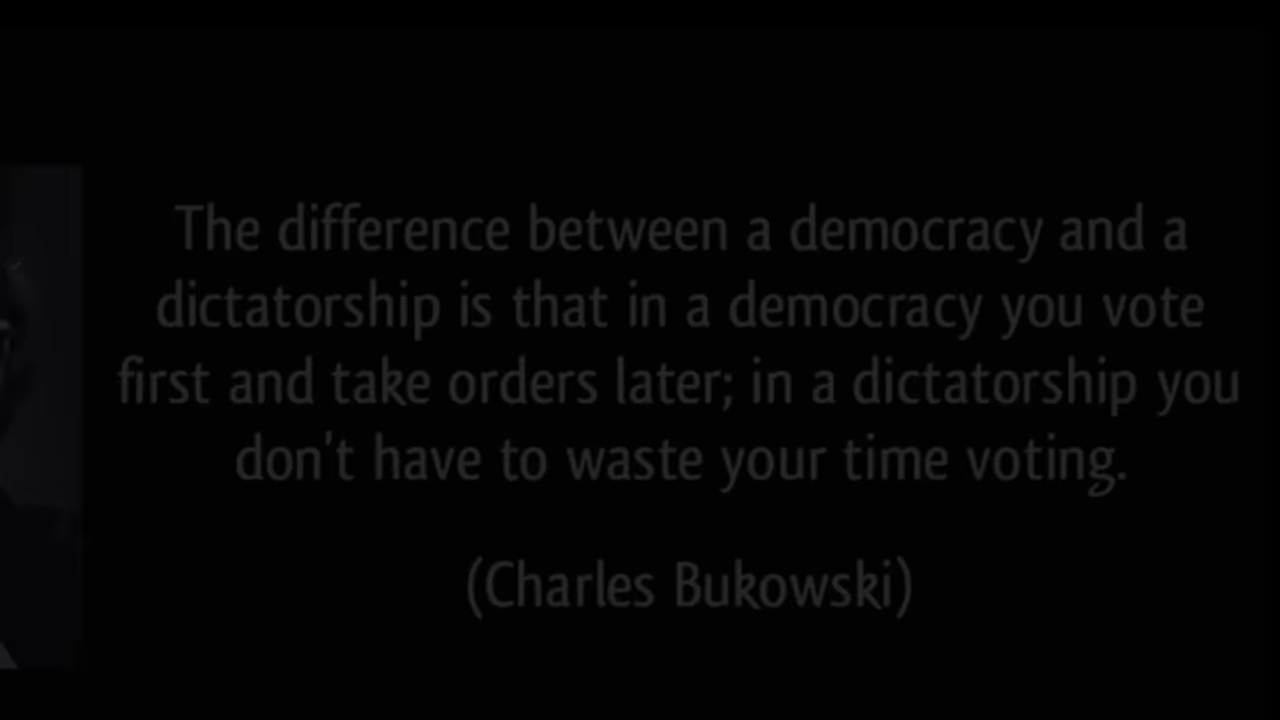 The difference between a democracy and a
dictatorship is that in a democracy you vote
first and take orders later; in a dictatorship you
don't have to waste your time voting.
(Charles Bukowski)